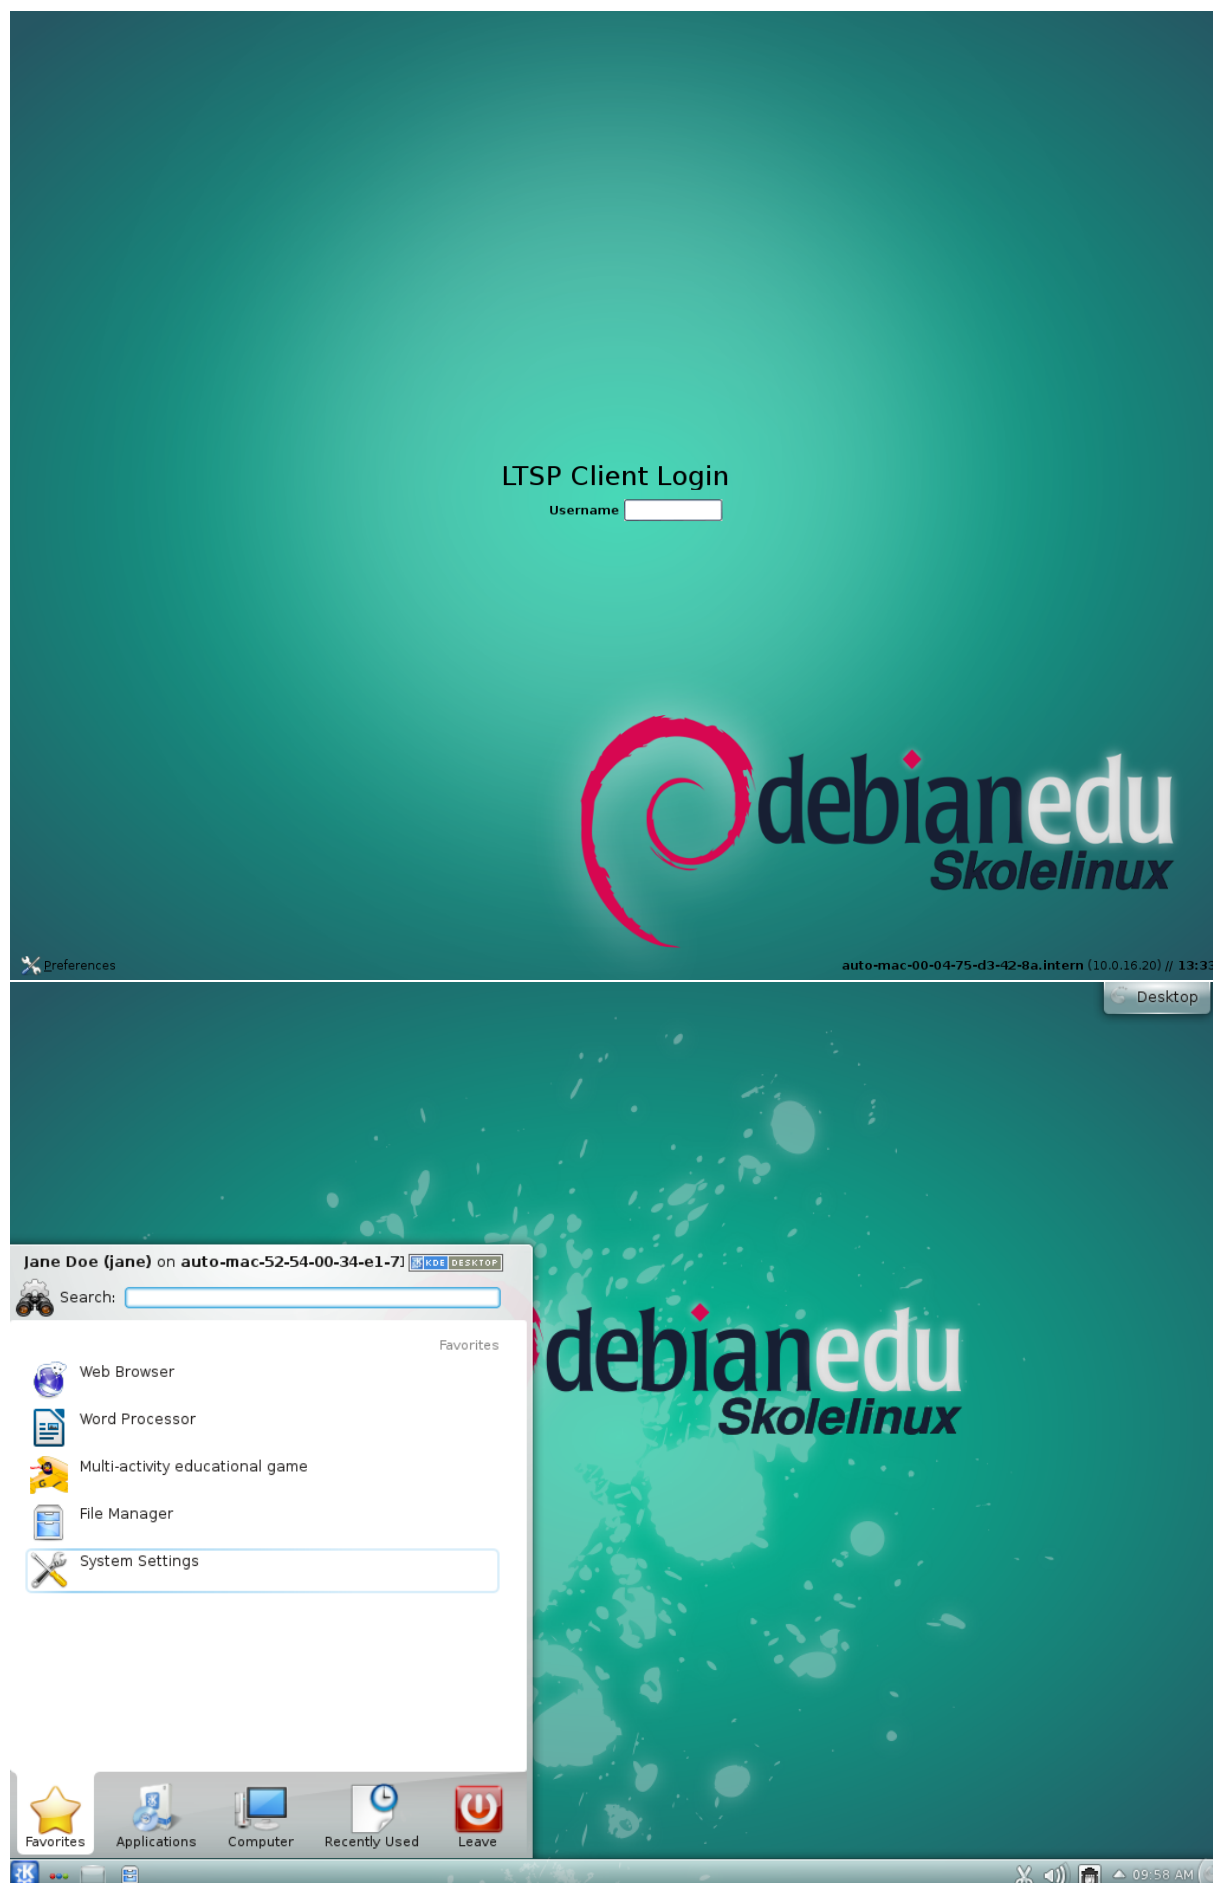 LTSP Client Login
Username
debianedu
Skolelinux
Preferences
auto-mac-00-04-75-d3-42-8a.intern (10.0.16.20) // 13:33
Desktop
Jane Doe (jane) on auto-mac-52-54-00-34-e1-71 KDE DESKTOP
Search:
Favorites
Web Browser
Word Processor
Multi-activity educational game
File Manager
System Settings
debianedu
Skolelinux
Favorites Applications Computer Recently Used Leave
09:58 AM